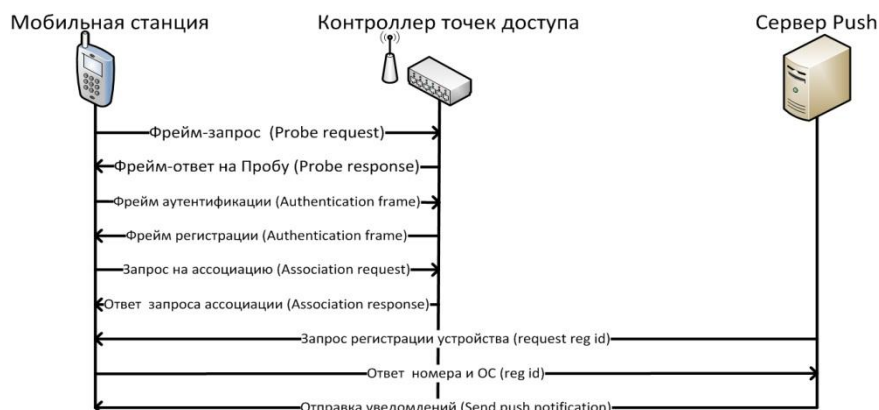 Мобильная станция
Контроллер точек доступа
Сервер Push
Фрейм-запрос (Probe request)
Фрейм-ответ на Пробу (Probe response)
Фрейм аутентификации (Authentication frame)
Фрейм регистрации (Authentication frame)
Запрос на ассоциацию (Association request)
Ответ запроса ассоциации (Association response)
Запрос регистрации устройства (request reg id)
Ответ номера и ОС (reg id)
Отправка уведомлений (Send push notification)